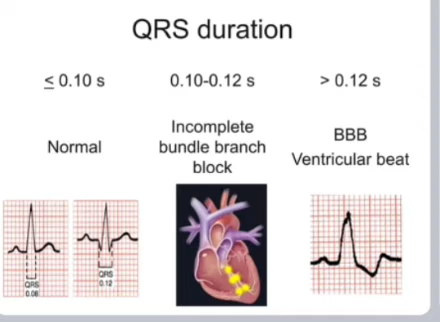 QRS duration
≤ 0.10 s 0.10-0.12 s > 0.12 s
Normal
Incomplete
bundle branch
block
BBB
Ventricular beat
QRS
0.08
QRS
0.12